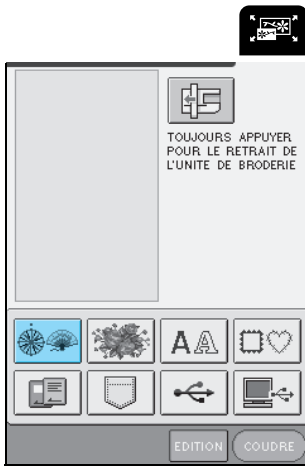 TOUJOURS APPUYER
POUR LE RETRAIT DE
L'UNITE DE BRODERIE
AA
EDITION
COUDRE